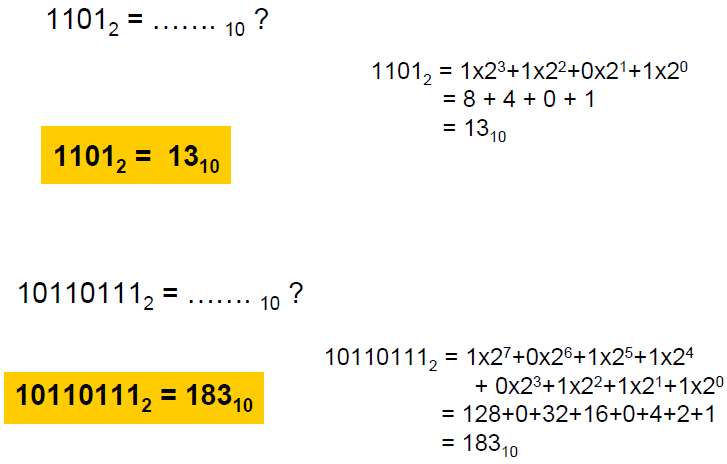 1101₂ = ……. ₁₀ ?
1101₂ = 1x2³+1x2²+0x2¹+1x2⁰
= 8 + 4 + 0 + 1
= 13₁₀
1101₂ = 13₁₀
10110111₂ = ……. ₁₀ ?
10110111₂ = 1x2⁷+0x2⁶+1x2⁵+1x2⁴
+ 0x2³+1x2²+1x2¹+1x2⁰
= 128+0+32+16+0+4+2+1
= 183₁₀
10110111₂ = 183₁₀